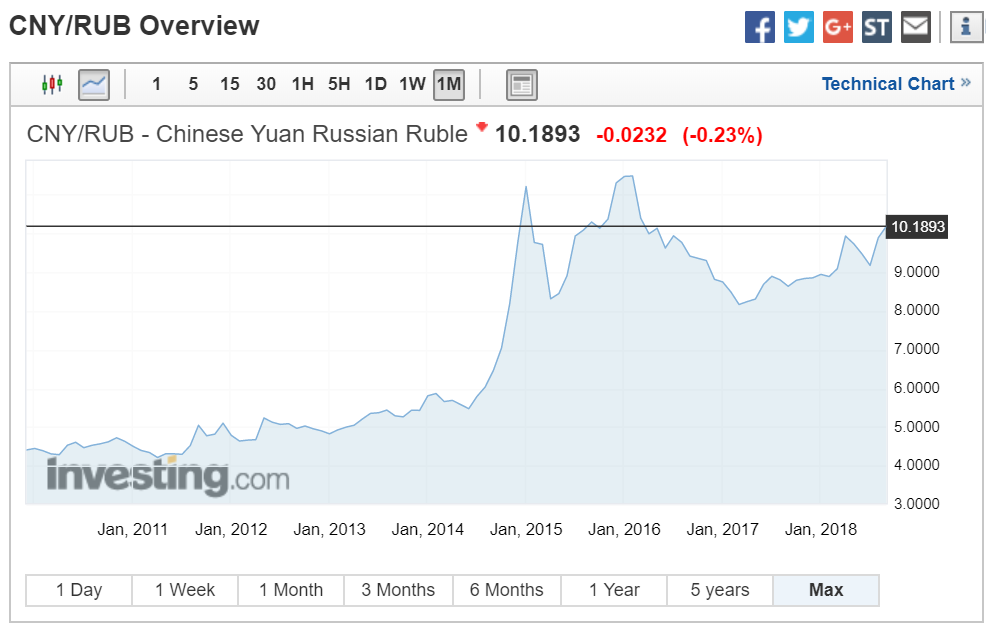 CNY/RUB Overview
f G+ ST i
1 5 15 30 1H 5H 1D 1W 1M Technical Chart »
CNY/RUB - Chinese Yuan Russian Ruble 10.1893 -0.0232 (-0.23%)
10.1893
9.0000
8.0000
7.0000
6.0000
5.0000
4.0000
3.0000
investing.com
Jan, 2011 Jan, 2012 Jan, 2013 Jan, 2014 Jan, 2015 Jan, 2016 Jan, 2017 Jan, 2018
1 Day 1 Week 1 Month 3 Months 6 Months 1 Year 5 years Max